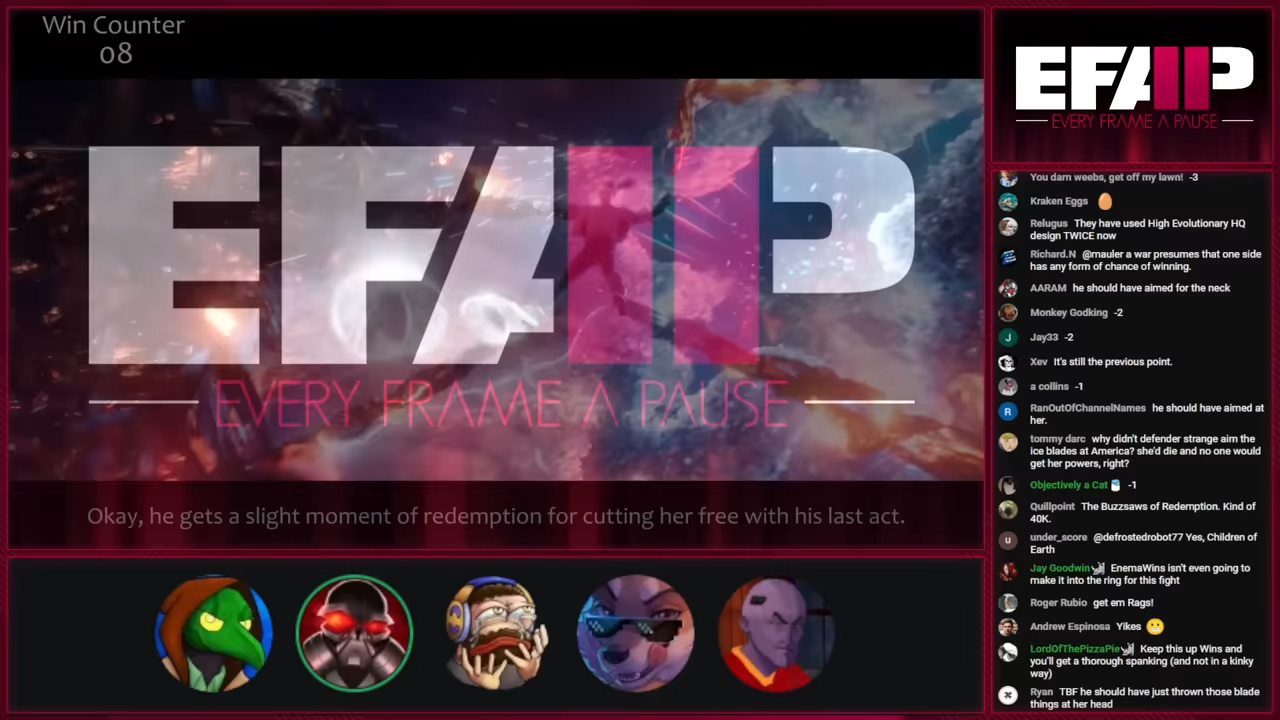 Win Counter
08
EFAP
EVERY FRAME A PAUSE
Okay, he gets a slight moment of redemption for cutting her free with his last act.
EFAP
EVERY FRAME A PAUSE
You darn weebs, get off my lawn! -3
Kraken Eggs 🥚
Relugus They have used High Evolutionary HQ
design TWICE now
Richard.N @mauler a war presumes that one side
has any form of chance of winning.
AARAM he should have aimed for the neck
Monkey Godking -2
J
Jay33 -2
Xev It's still the previous point.
a collins -1
R
RanOutOfChannelNames he should have aimed at
her.
tommy darc why didn't defender strange aim the
ice blades at America? she'd die and no one would
get her powers, right?
Objectively a Cat -1
Quillpoint The Buzzsaws of Redemption. Kind of
40K.
u
under_score @defrostedrobot77 Yes, Children of
Earth
Jay Goodwin EnemaWins isn't even going to
make it into the ring for this fight
Roger Rubio get em Rags!
Andrew Espinosa Yikes 😬
LordOfThePizzaPie Keep this up Wins and
you'll get a thorough spanking (and not in a kinky
way)
Ryan TBF he should have just thrown those blade
things at her head